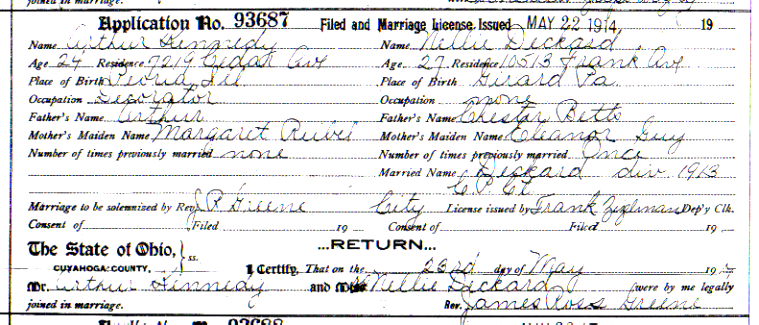 joined in marriage.
Application No. 93687 Filed and Marriage License Issued MAY 22 1914 19
Name Arthur Kennedy Name Nellie Deckard
Age 24 Residence 7219 Cedar Ave Age 27 Residence 10513 Frank Ave
Place of Birth Peoria Ill Place of Birth Girard Pa.
Occupation Decorator Occupation none
Father's Name Arthur Father's Name Chester Betts
Mother's Maiden Name Margaret Mother's Maiden Name Eleanor Guy
Number of times previously married none Number of times previously married Once
Married Name Deckard div. 1913
C. P. Ct.
Marriage to be solemnized by Rev J. R. Greene City License issued by Frank Dep'y Clk.
Consent of Filed 19 Consent of Filed 19
...RETURN...
The State of Ohio, } ss.
CUYAHOGA COUNTY, I Certify, That on the 23rd day of May 191
Mr. Arthur Kennedy and Nellie Deckard were by me legally
joined in marriage. Rev. James Ross Greene
93688